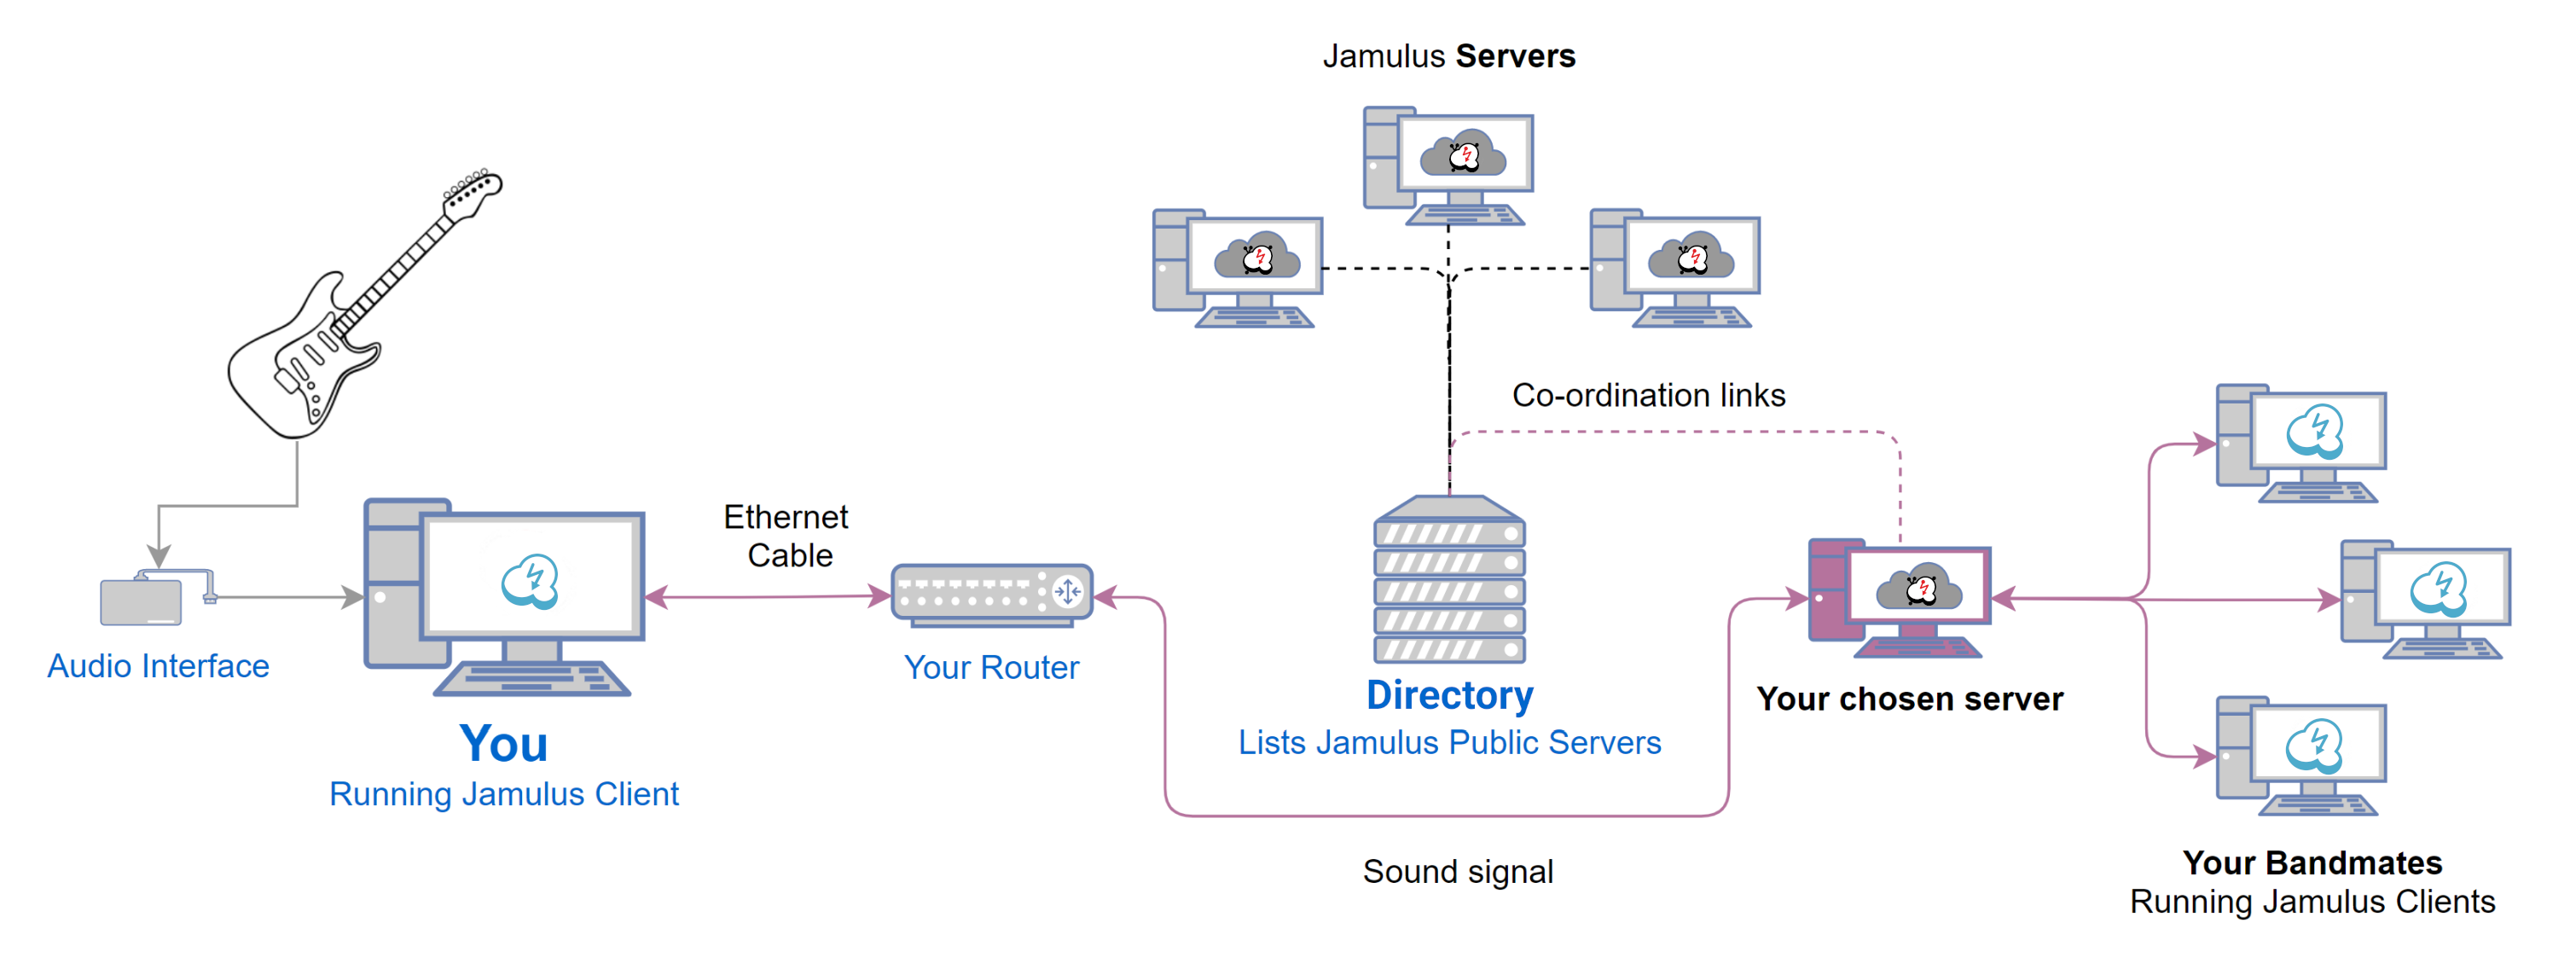 Jamulus Servers
Co-ordination links
Ethernet
Cable
Audio Interface
Your Router
You
Running Jamulus Client
Directory
Lists Jamulus Public Servers
Your chosen server
Sound signal
Your Bandmates
Running Jamulus Clients